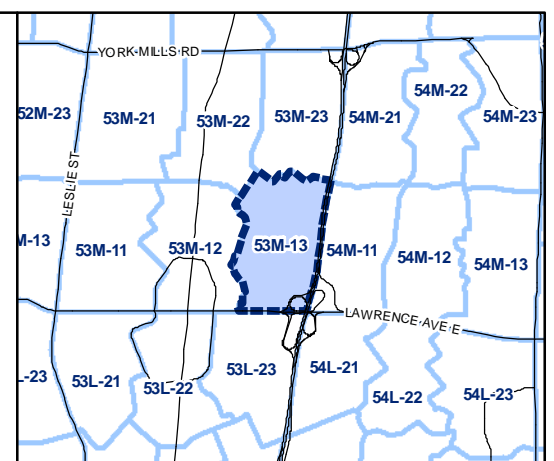 YORK MILLS RD
54M-22
52M-23
53M-21
53M-22
53M-23
54M-21
54M-23
LESLIE ST
M-13
53M-11
53M-12
53M-13
54M-11
54M-12
54M-13
LAWRENCE AVE E
L-23
53L-21
53L-22
53L-23
54L-21
54L-22
54L-23